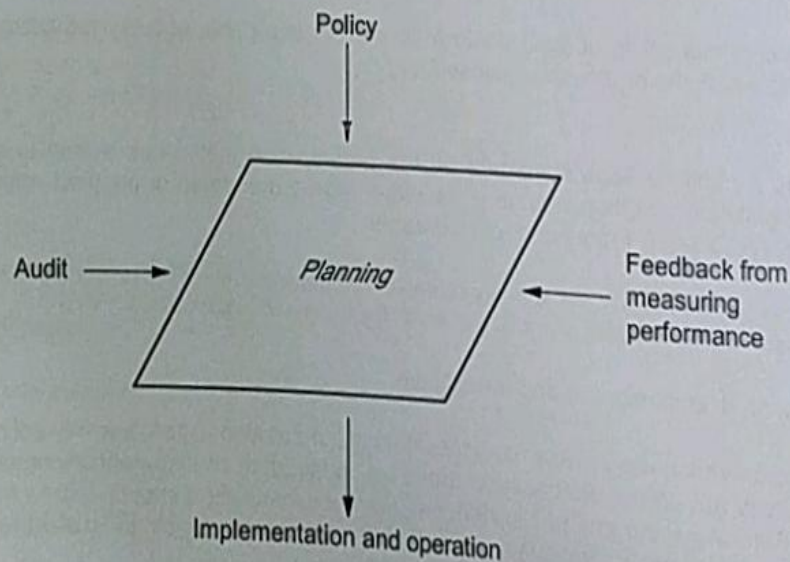 Policy
Audit
Planning
Feedback from
measuring
performance
Implementation and operation